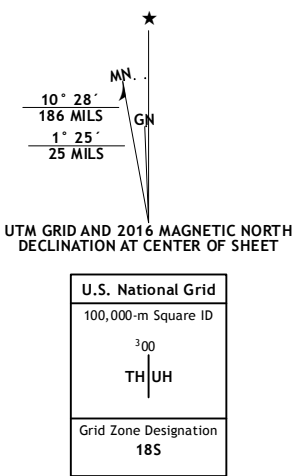 ★
MN
10° 28´
186 MILS
GN
1° 25´
25 MILS
UTM GRID AND 2016 MAGNETIC NORTH
DECLINATION AT CENTER OF SHEET
U.S. National Grid
100,000-m Square ID
³00
TH UH
Grid Zone Designation
18S